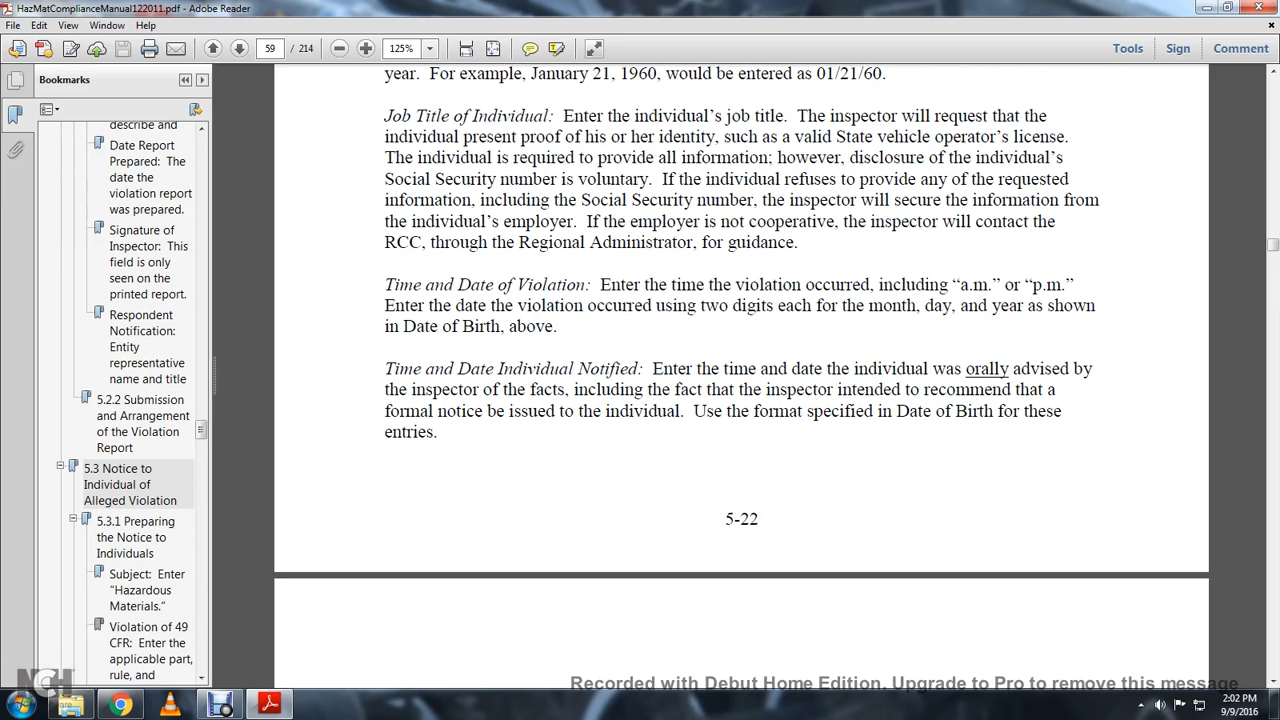 HazMatComplianceManual122011.pdf - Adobe Reader
File Edit View Window Help
59 / 214 125% Tools Sign Comment
Bookmarks
describe and
Date Report
Prepared: The
date the
violation report
was prepared.
Signature of
Inspector: This
field is only
seen on the
printed report.
Respondent
Notification:
Entity
representative
name and title
5.2.2 Submission
and Arrangement
of the Violation
Report
5.3 Notice to
Individual of
Alleged Violation
5.3.1 Preparing
the Notice to
Individuals
Subject: Enter
“Hazardous
Materials.”
Violation of 49
CFR: Enter the
applicable part,
rule, and
year. For example, January 21, 1960, would be entered as 01/21/60.
Job Title of Individual: Enter the individual’s job title. The inspector will request that the
individual present proof of his or her identity, such as a valid State vehicle operator’s license.
The individual is required to provide all information; however, disclosure of the individual’s
Social Security number is voluntary. If the individual refuses to provide any of the requested
information, including the Social Security number, the inspector will secure the information from
the individual’s employer. If the employer is not cooperative, the inspector will contact the
RCC, through the Regional Administrator, for guidance.
Time and Date of Violation: Enter the time the violation occurred, including “a.m.” or “p.m.”
Enter the date the violation occurred using two digits each for the month, day, and year as shown
in Date of Birth, above.
Time and Date Individual Notified: Enter the time and date the individual was orally advised by
the inspector of the facts, including the fact that the inspector intended to recommend that a
formal notice be issued to the individual. Use the format specified in Date of Birth for these
entries.
5-22
Recorded with Debut Home Edition. Upgrade to Pro to remove this message
NCH
2:02 PM
9/9/2016